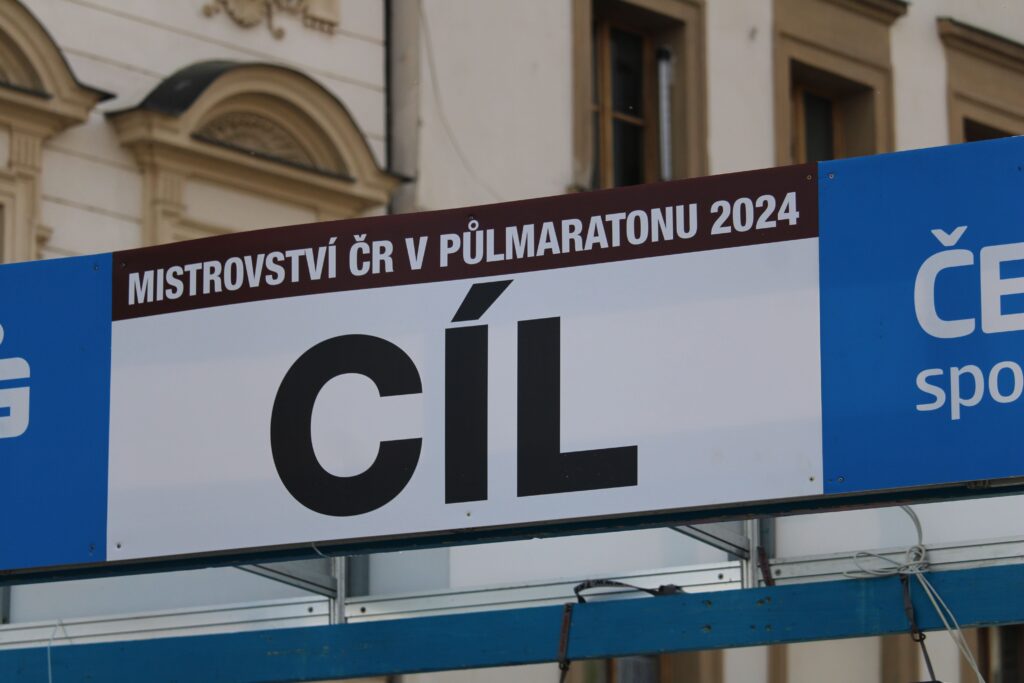 MISTROVSTVÍ ČR V PŮLMARATONU 2024
CÍL